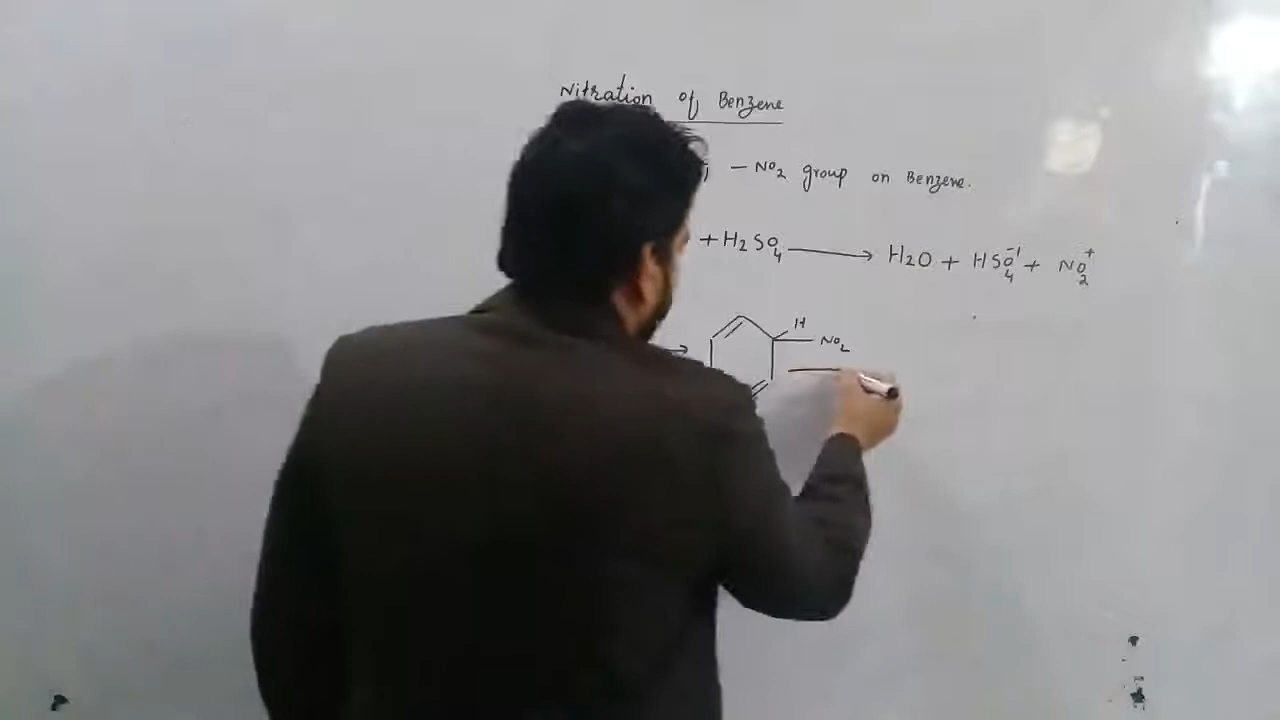 Nitration of Benzene
— NO2 group on Benzene.
+ H2SO4 ⟶ H2O + HSO4⁻¹ + NO2⁺
H
NO2